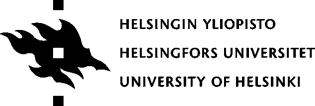 HELSINGIN YLIOPISTO
HELSINGFORS UNIVERSITET
UNIVERSITY OF HELSINKI